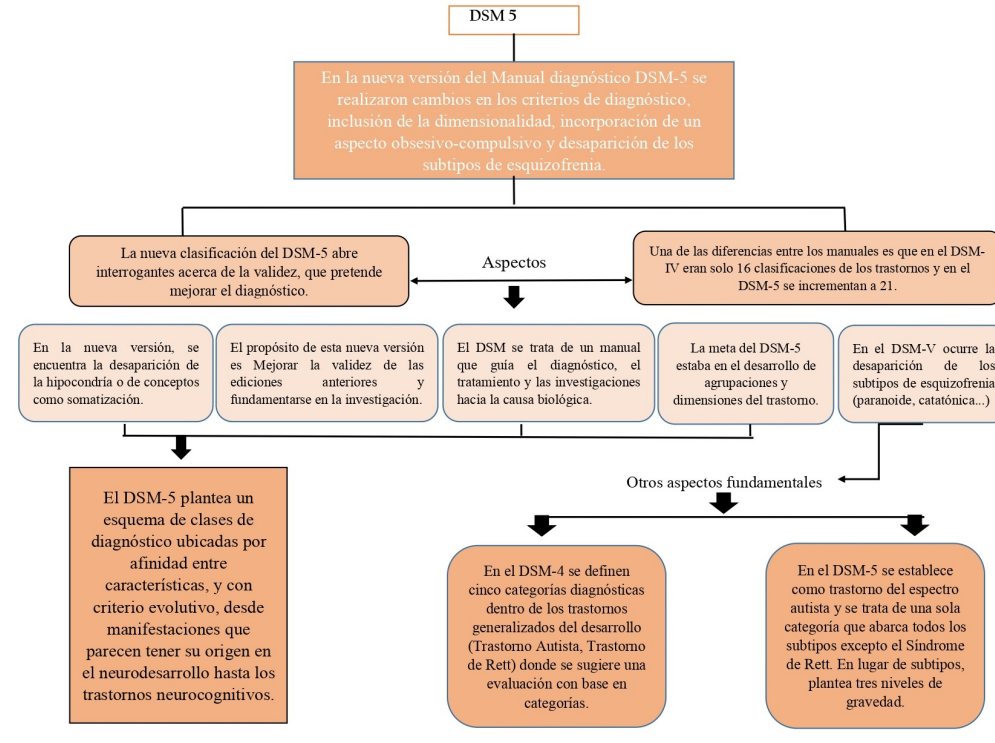 DSM 5
En la nueva versión del Manual diagnóstico DSM-5 se
realizaron cambios en los criterios de diagnóstico,
inclusión de la dimensionalidad, incorporación de un
aspecto obsesivo-compulsivo y desaparición de los
subtipos de esquizofrenia.
La nueva clasificación del DSM-5 abre
interrogantes acerca de la validez, que pretende
mejorar el diagnóstico.
Aspectos
Una de las diferencias entre los manuales es que en el DSM-
IV eran solo 16 clasificaciones de los trastornos y en el
DSM-5 se incrementan a 21.
En la nueva versión, se
encuentra la desaparición de
la hipocondría o de conceptos
como somatización.
El propósito de esta nueva versión
es Mejorar la validez de las
ediciones anteriores y
fundamentarse en la investigación.
El DSM se trata de un manual
que guía el diagnóstico, el
tratamiento y las investigaciones
hacia la causa biológica.
La meta del DSM-5
estaba en el desarrollo de
agrupaciones y
dimensiones del trastorno.
En el DSM-V ocurre la
desaparición de los
subtipos de esquizofrenia
(paranoide, catatónica...)
El DSM-5 plantea un
esquema de clases de
diagnóstico ubicadas por
afinidad entre
características, y con
criterio evolutivo, desde
manifestaciones que
parecen tener su origen en
el neurodesarrollo hasta los
trastornos neurocognitivos.
Otros aspectos fundamentales
En el DSM-4 se definen
cinco categorías diagnósticas
dentro de los trastornos
generalizados del desarrollo
(Trastorno Autista, Trastorno
de Rett) donde se sugiere una
evaluación con base en
categorías.
En el DSM-5 se establece
como trastorno del espectro
autista y se trata de una sola
categoría que abarca todos los
subtipos excepto el Síndrome
de Rett. En lugar de subtipos,
plantea tres niveles de
gravedad.